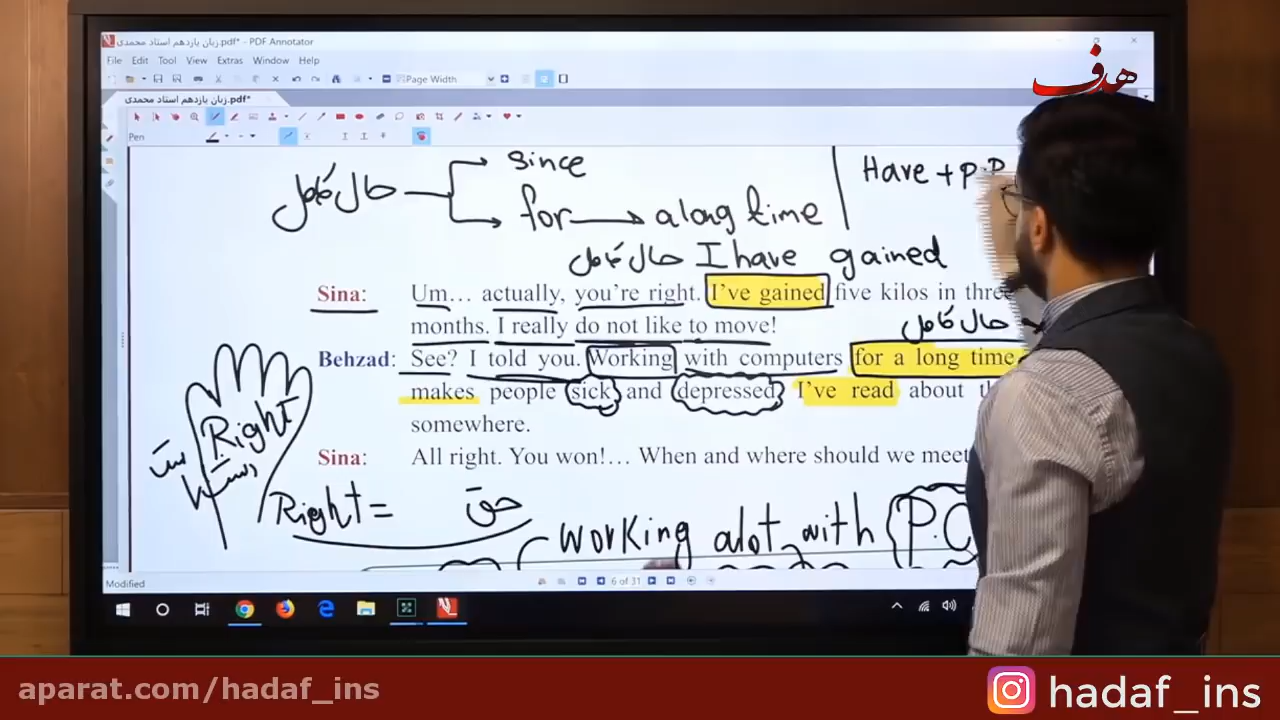 زبان یازدهم استاد محمدی.pdf* - PDF Annotator
هدف
File Edit Tool View Extras Window Help
Page Width
زبان یازدهم استاد محمدی.pdf*
Pen
حال کامل
since
for
a long time
Have + P.P
حال کامل I have gained
Sina: Um… actually, you’re right. I’ve gained five kilos in three
حال کامل
months. I really do not like to move!
Behzad: See? I told you. Working with computers for a long time
makes people sick and depressed. I’ve read about
somewhere.
Sina: All right. You won!… When and where should we meet
Right
دست
راست
Right = حق
working alot with P.C
Modified
6 of 31
aparat.com/hadaf_ins
hadaf_ins